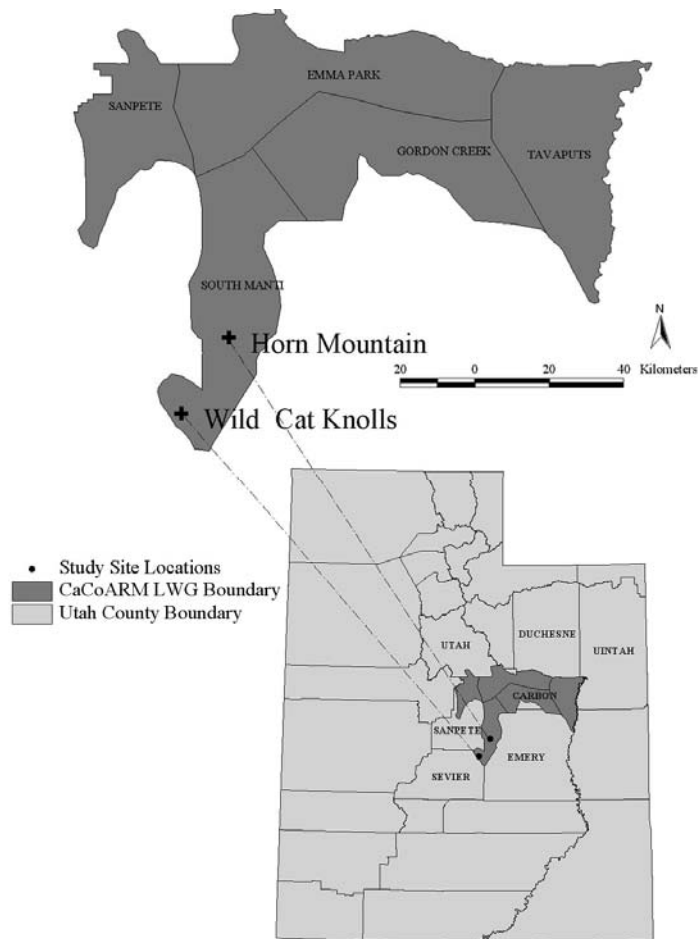 EMMA PARK
SANPETE
GORDON CREEK
TAVAPUTS
SOUTH MANTI
N
Horn Mountain
20 0 20 40 Kilometers
Wild Cat Knolls
Study Site Locations
CaCoARM LWG Boundary
Utah County Boundary
UTAH
DUCHESNE
UINTAH
CARBON
SANPETE
EMERY
SEVIER